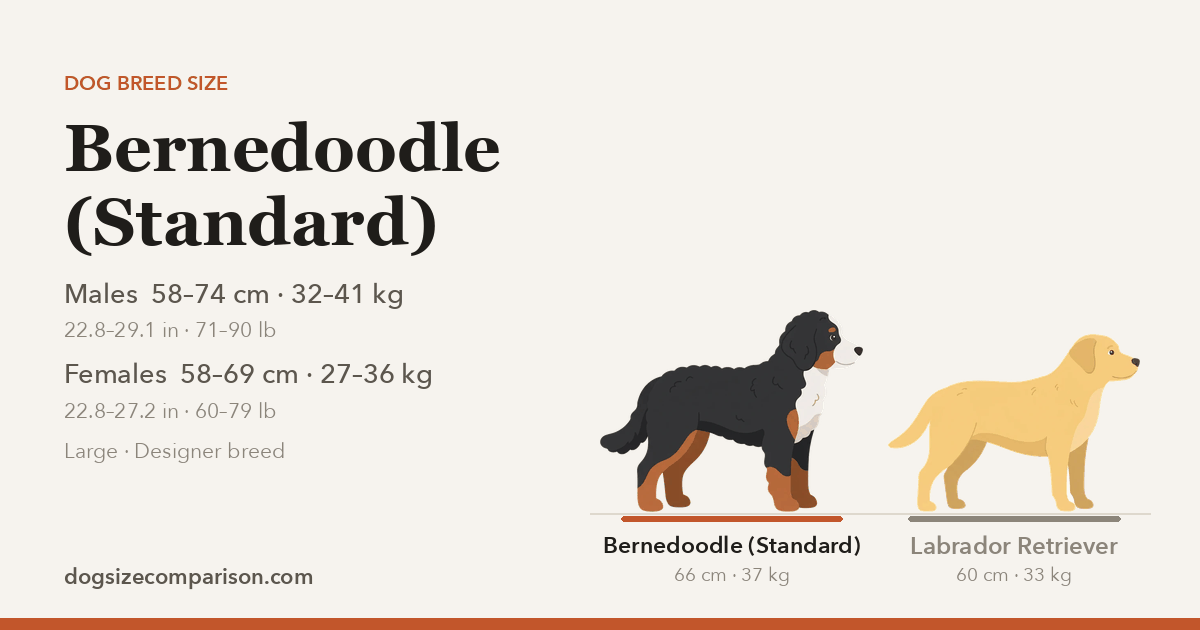 DOG BREED SIZE
Bernedoodle
(Standard)
Males 58–74 cm · 32–41 kg
22.8–29.1 in · 71–90 lb
Females 58–69 cm · 27–36 kg
22.8–27.2 in · 60–79 lb
Large · Designer breed
Bernedoodle (Standard)
66 cm · 37 kg
Labrador Retriever
60 cm · 33 kg
dogsizecomparison.com